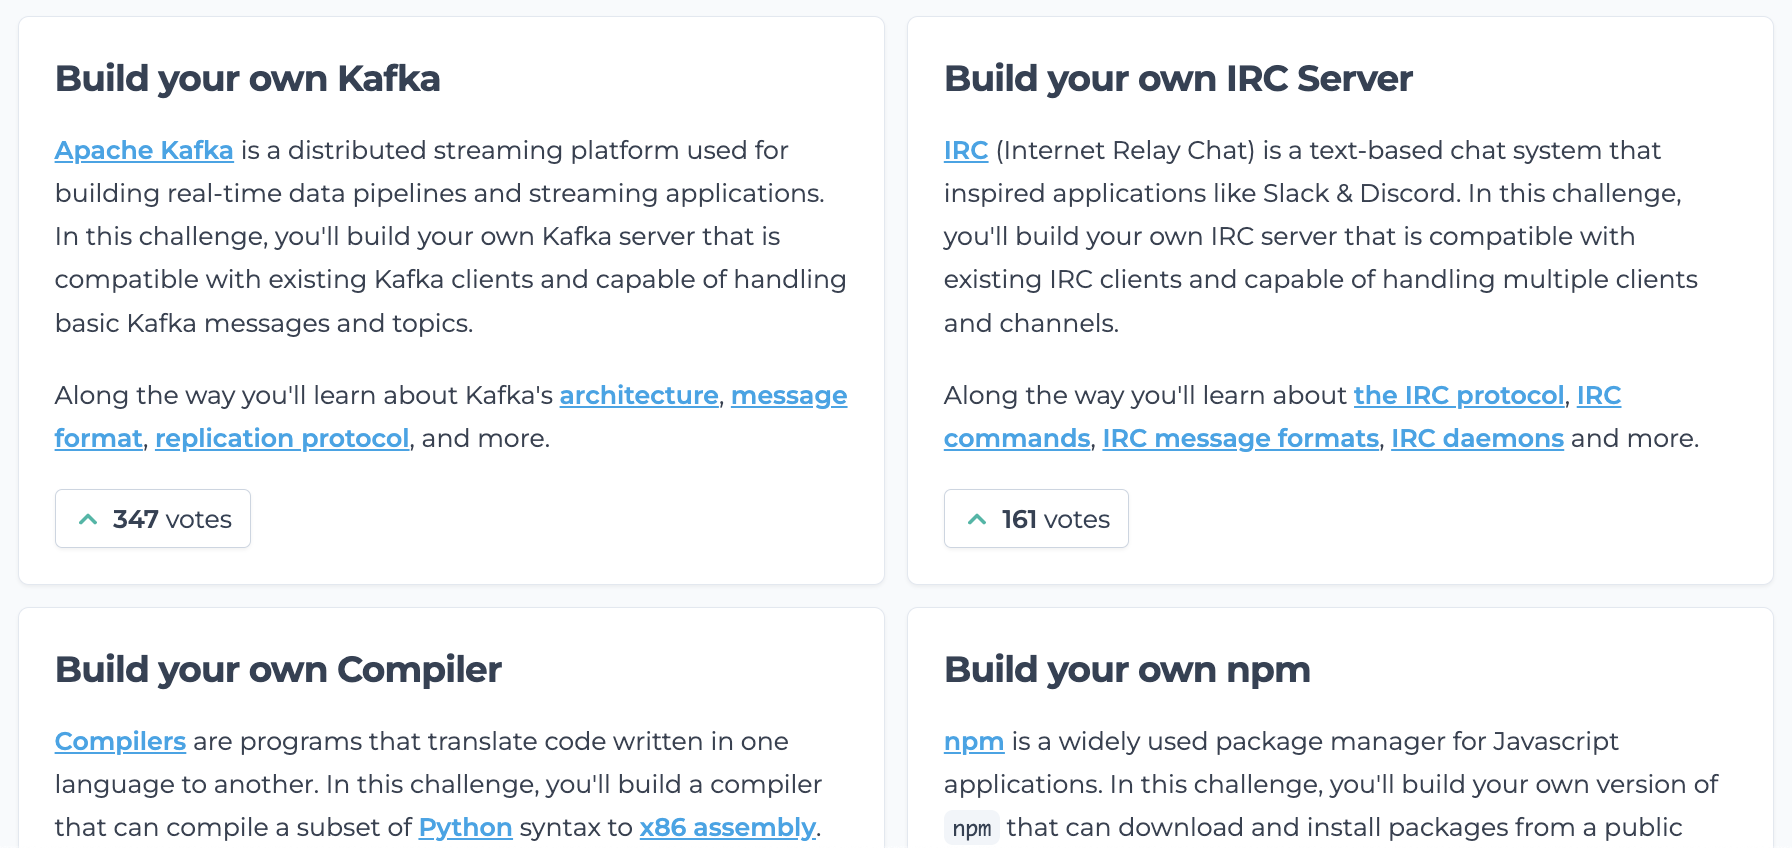 Build your own Kafka
Apache Kafka is a distributed streaming platform used for
building real-time data pipelines and streaming applications.
In this challenge, you'll build your own Kafka server that is
compatible with existing Kafka clients and capable of handling
basic Kafka messages and topics.
Along the way you'll learn about Kafka's architecture, message
format, replication protocol, and more.
347 votes
Build your own IRC Server
IRC (Internet Relay Chat) is a text-based chat system that
inspired applications like Slack & Discord. In this challenge,
you'll build your own IRC server that is compatible with
existing IRC clients and capable of handling multiple clients
and channels.
Along the way you'll learn about the IRC protocol, IRC
commands, IRC message formats, IRC daemons and more.
161 votes
Build your own Compiler
Compilers are programs that translate code written in one
language to another. In this challenge, you'll build a compiler
that can compile a subset of Python syntax to x86 assembly.
Build your own npm
npm is a widely used package manager for Javascript
applications. In this challenge, you'll build your own version of
npm that can download and install packages from a public